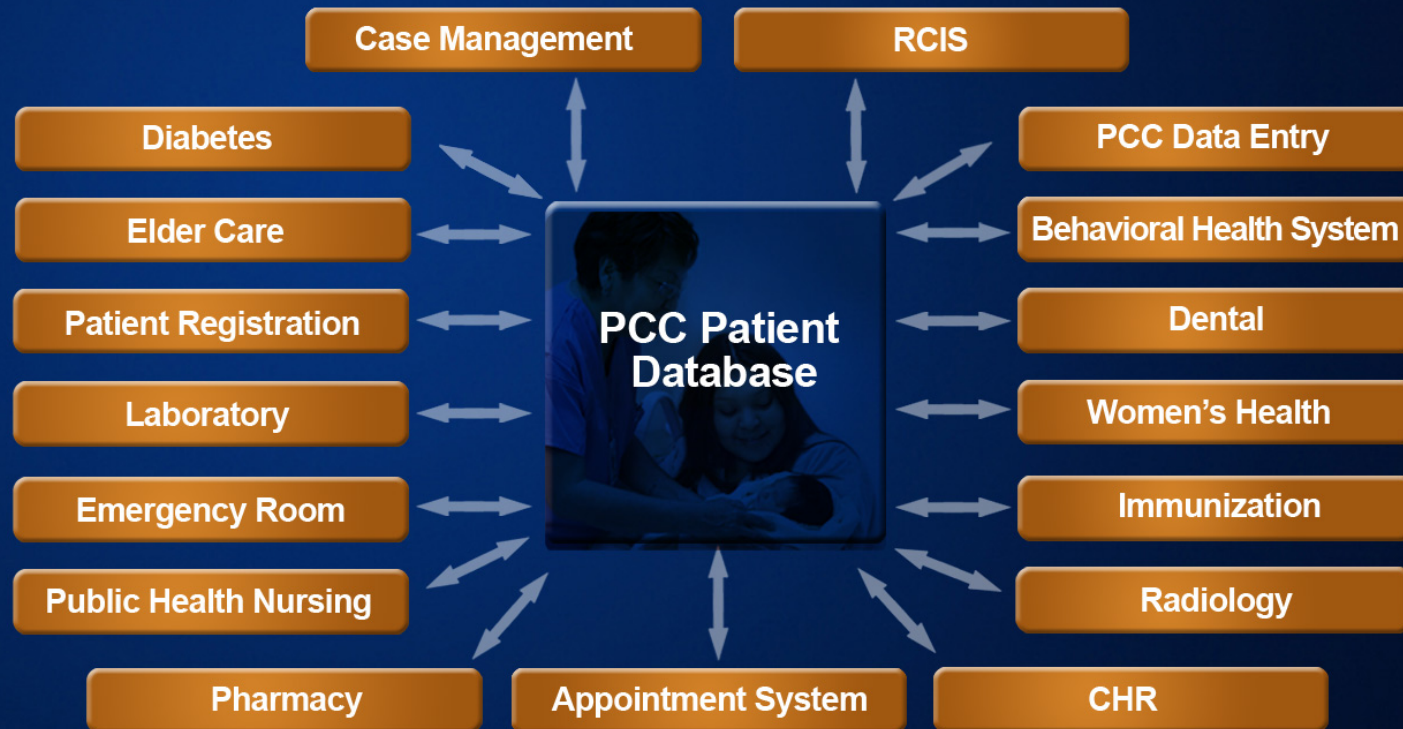 Case Management
RCIS
Diabetes
PCC Data Entry
Elder Care
Behavioral Health System
Patient Registration
PCC Patient
Database
Dental
Laboratory
Women’s Health
Emergency Room
Immunization
Public Health Nursing
Radiology
Pharmacy
Appointment System
CHR